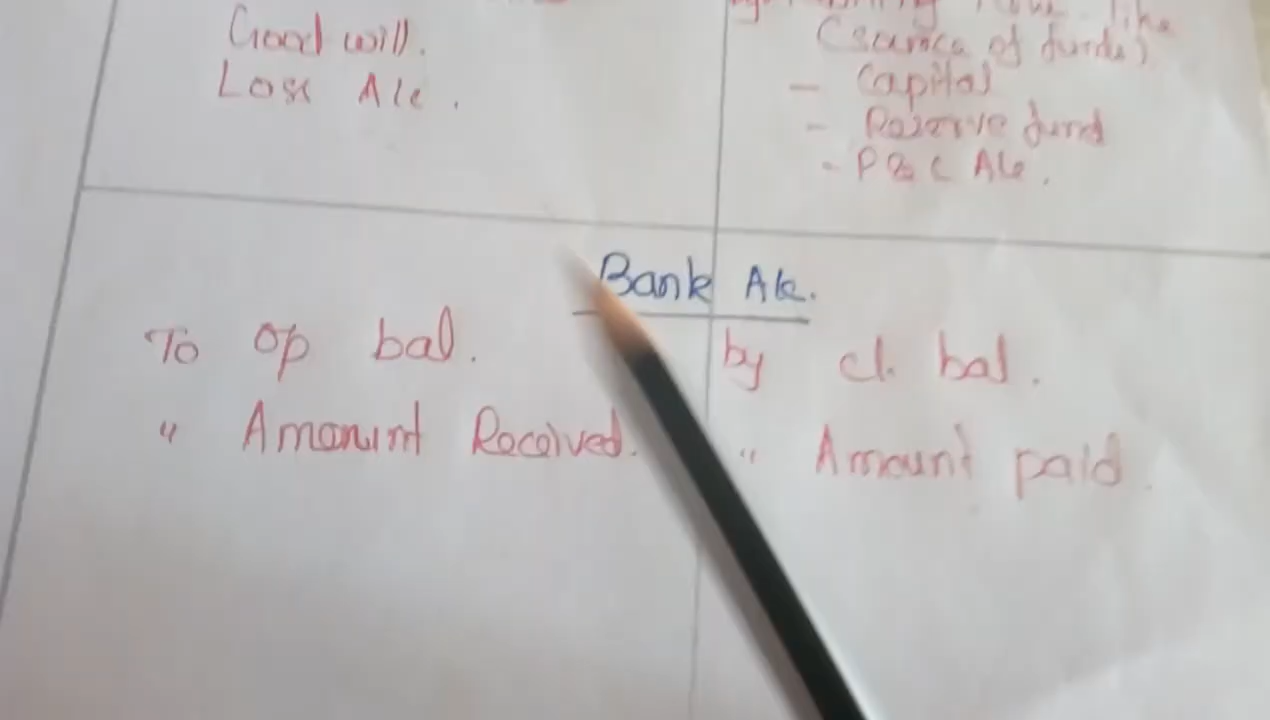 Good will.
Loss A/c.
like
(source of funds)
- Capital
- Reserve fund
- P & L A/c.
Bank A/c.
To op bal.
" Amount Received.
by cl. bal.
" Amount paid.